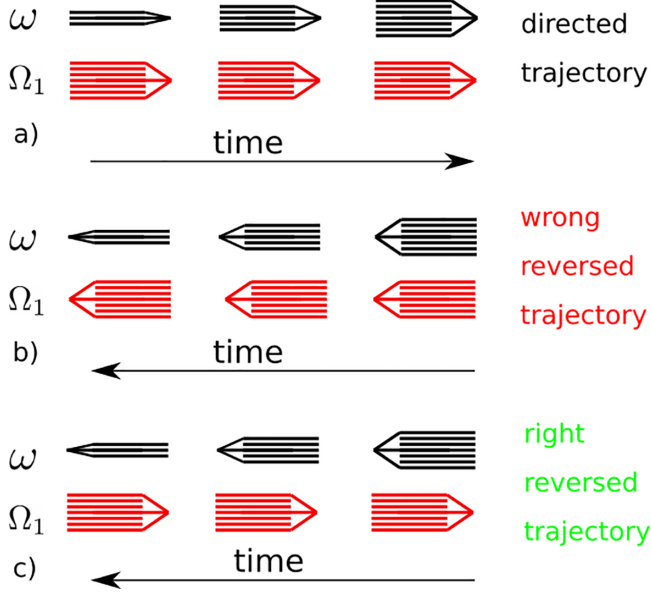 ω
directed
Ω₁
trajectory
a)
time
ω
wrong
reversed
Ω₁
trajectory
b)
time
ω
right
reversed
Ω₁
trajectory
c)
time